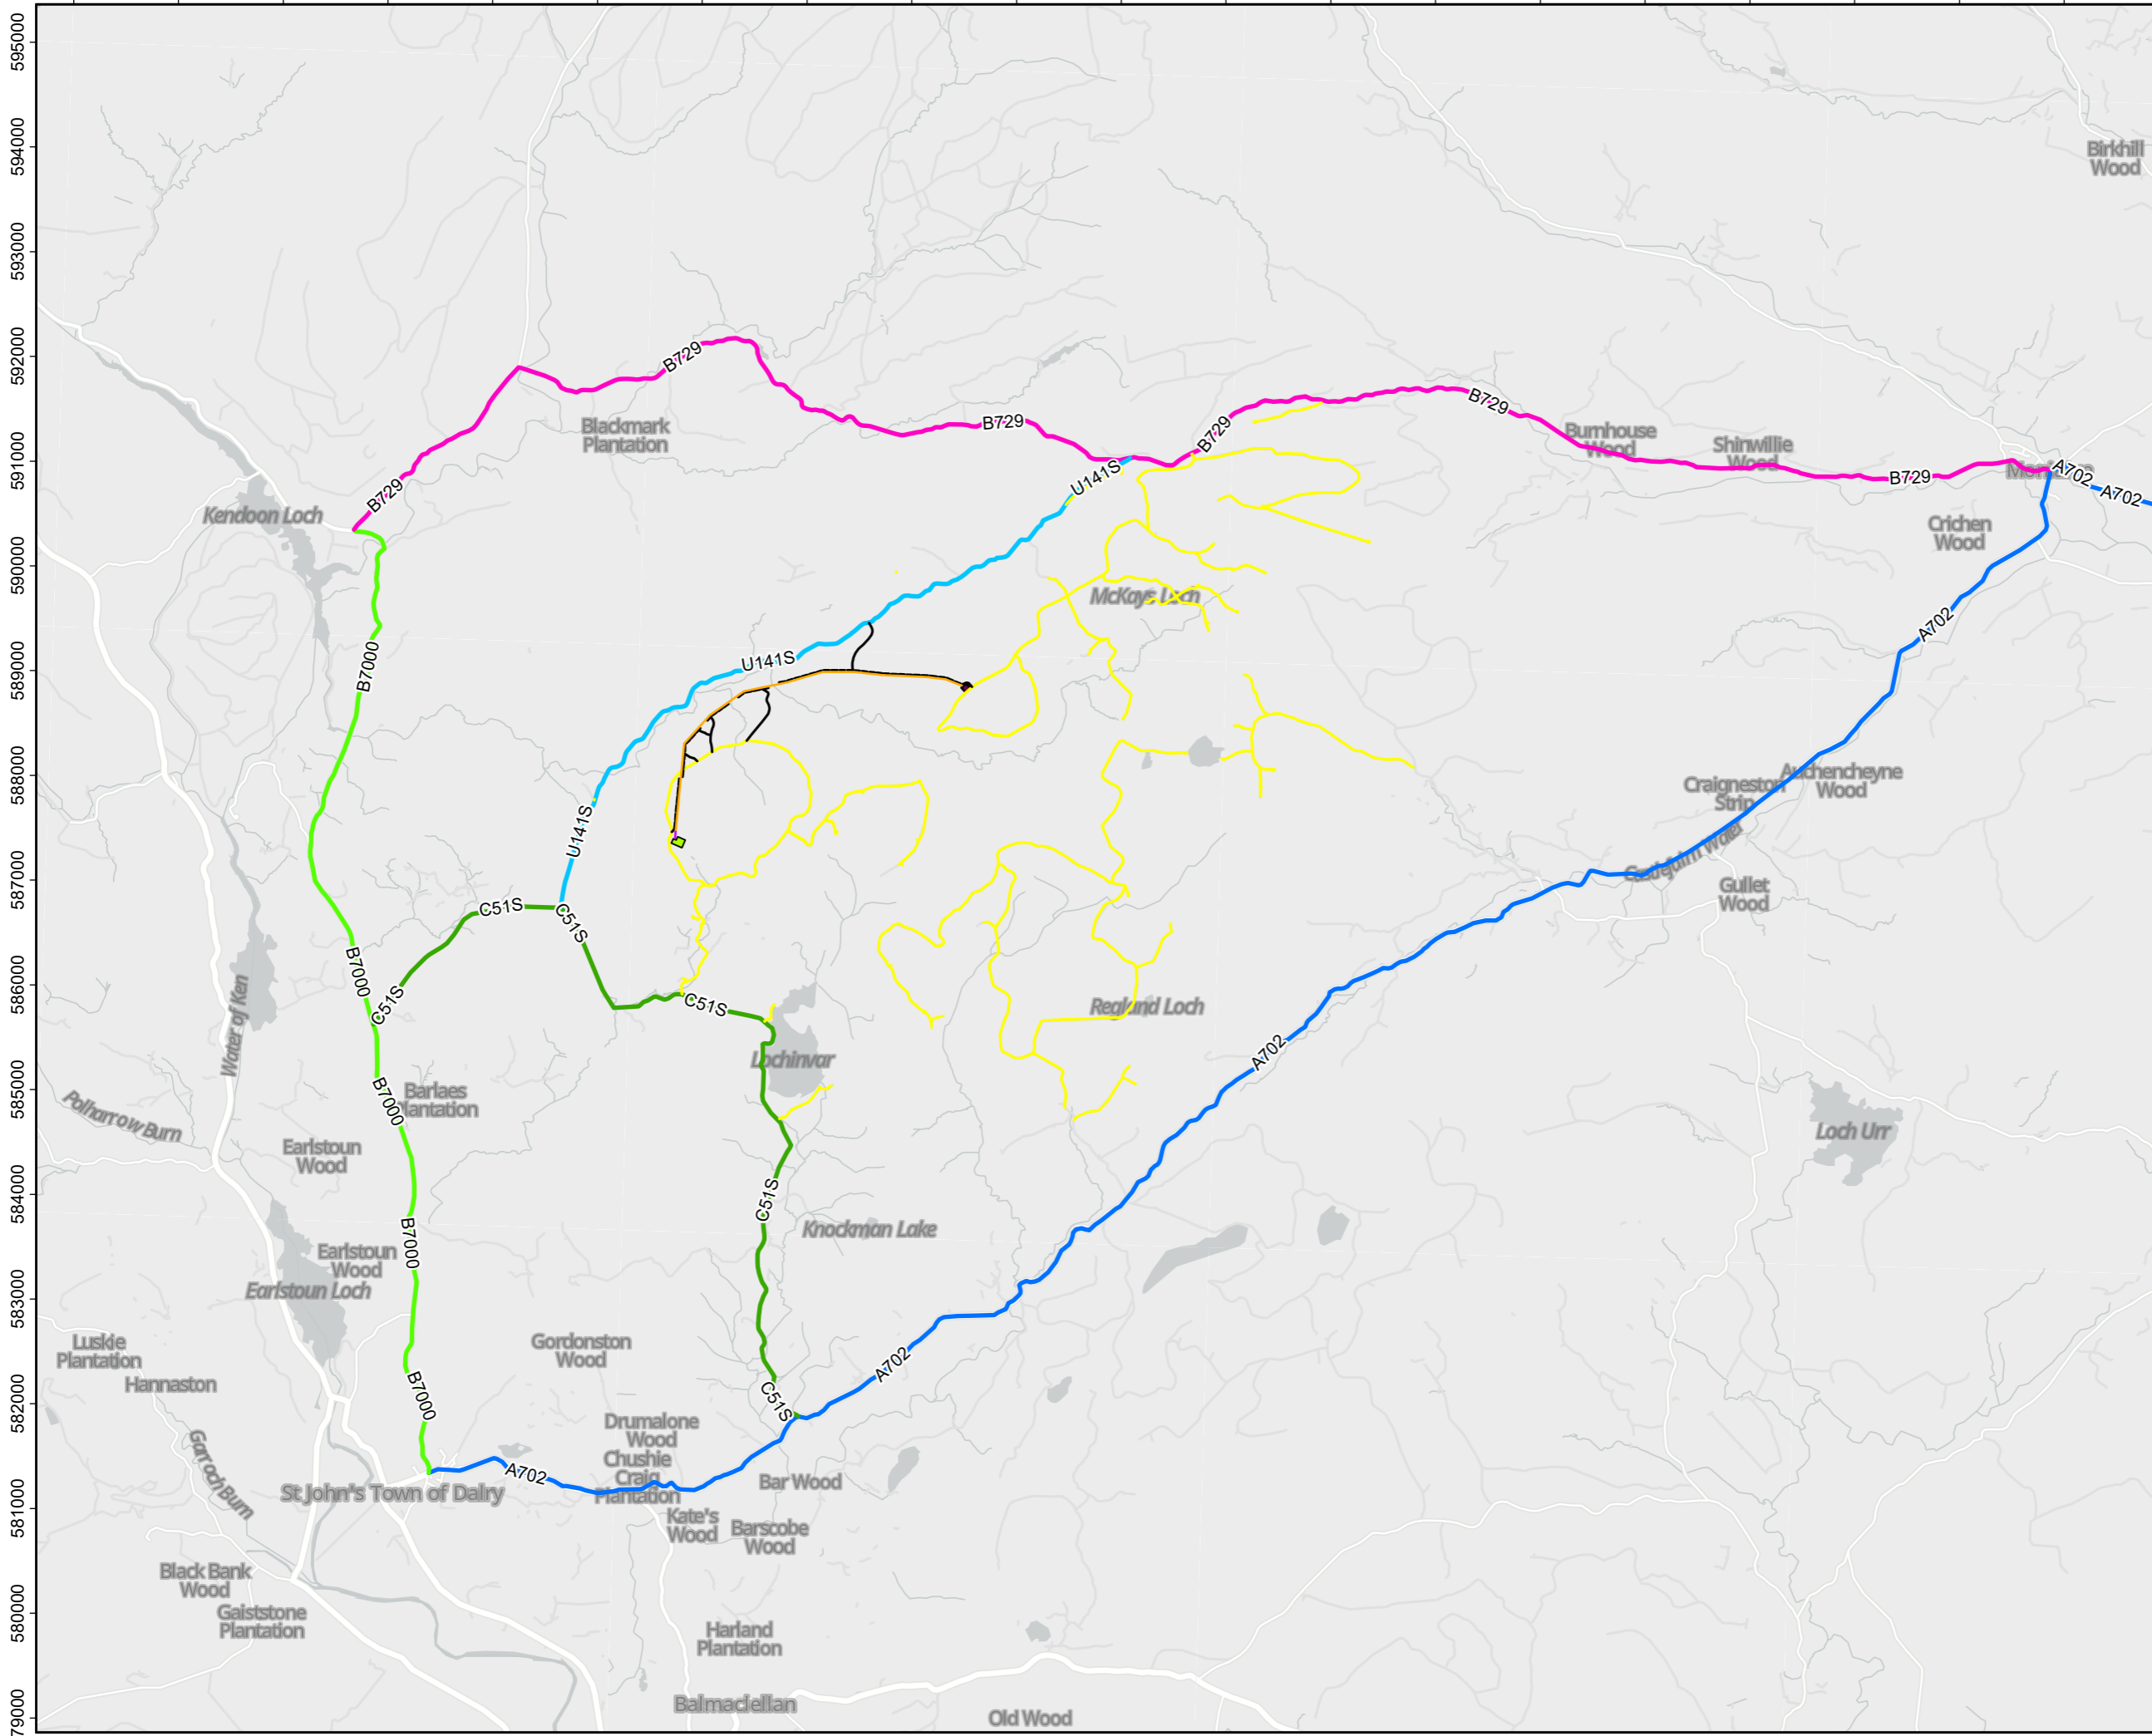 595000
594000
Birkhill
Wood
593000
592000
B729
B729
B729
B729
Blackmark
Plantation
591000
Burnhouse
Wood
Shinwillie
Wood
B729
B729
A702
A702
U141S
Kendoon Loch
Crichen
Wood
590000
McKays Loch
A702
589000
B7000
U141S
588000
Craigneston
Strip
Auchencheyne
Wood
U141S
587000
Gullet
Wood
C51S
C51S
B7000
586000
C51S
C51S
Water of Ken
Regland Loch
585000
Lochinvar
A702
B7000
Barlaes
Plantation
Polharrow Burn
Earlstoun
Wood
Loch Urr
584000
C51S
B7000
Knockman Lake
Earlstoun
Wood
Earlstoun Loch
583000
Luskie
Plantation
Gordonston
Wood
A702
Hannaston
582000
B7000
C51S
Drumalone
Wood
Garroch Burn
Chushie
Craig
Plantation
A702
Bar Wood
St John's Town of Dalry
581000
Kate's
Wood
Barscobe
Wood
Black Bank
Wood
580000
Gaiststone
Plantation
Harland
Plantation
Balmaclellan
Old Wood
79000